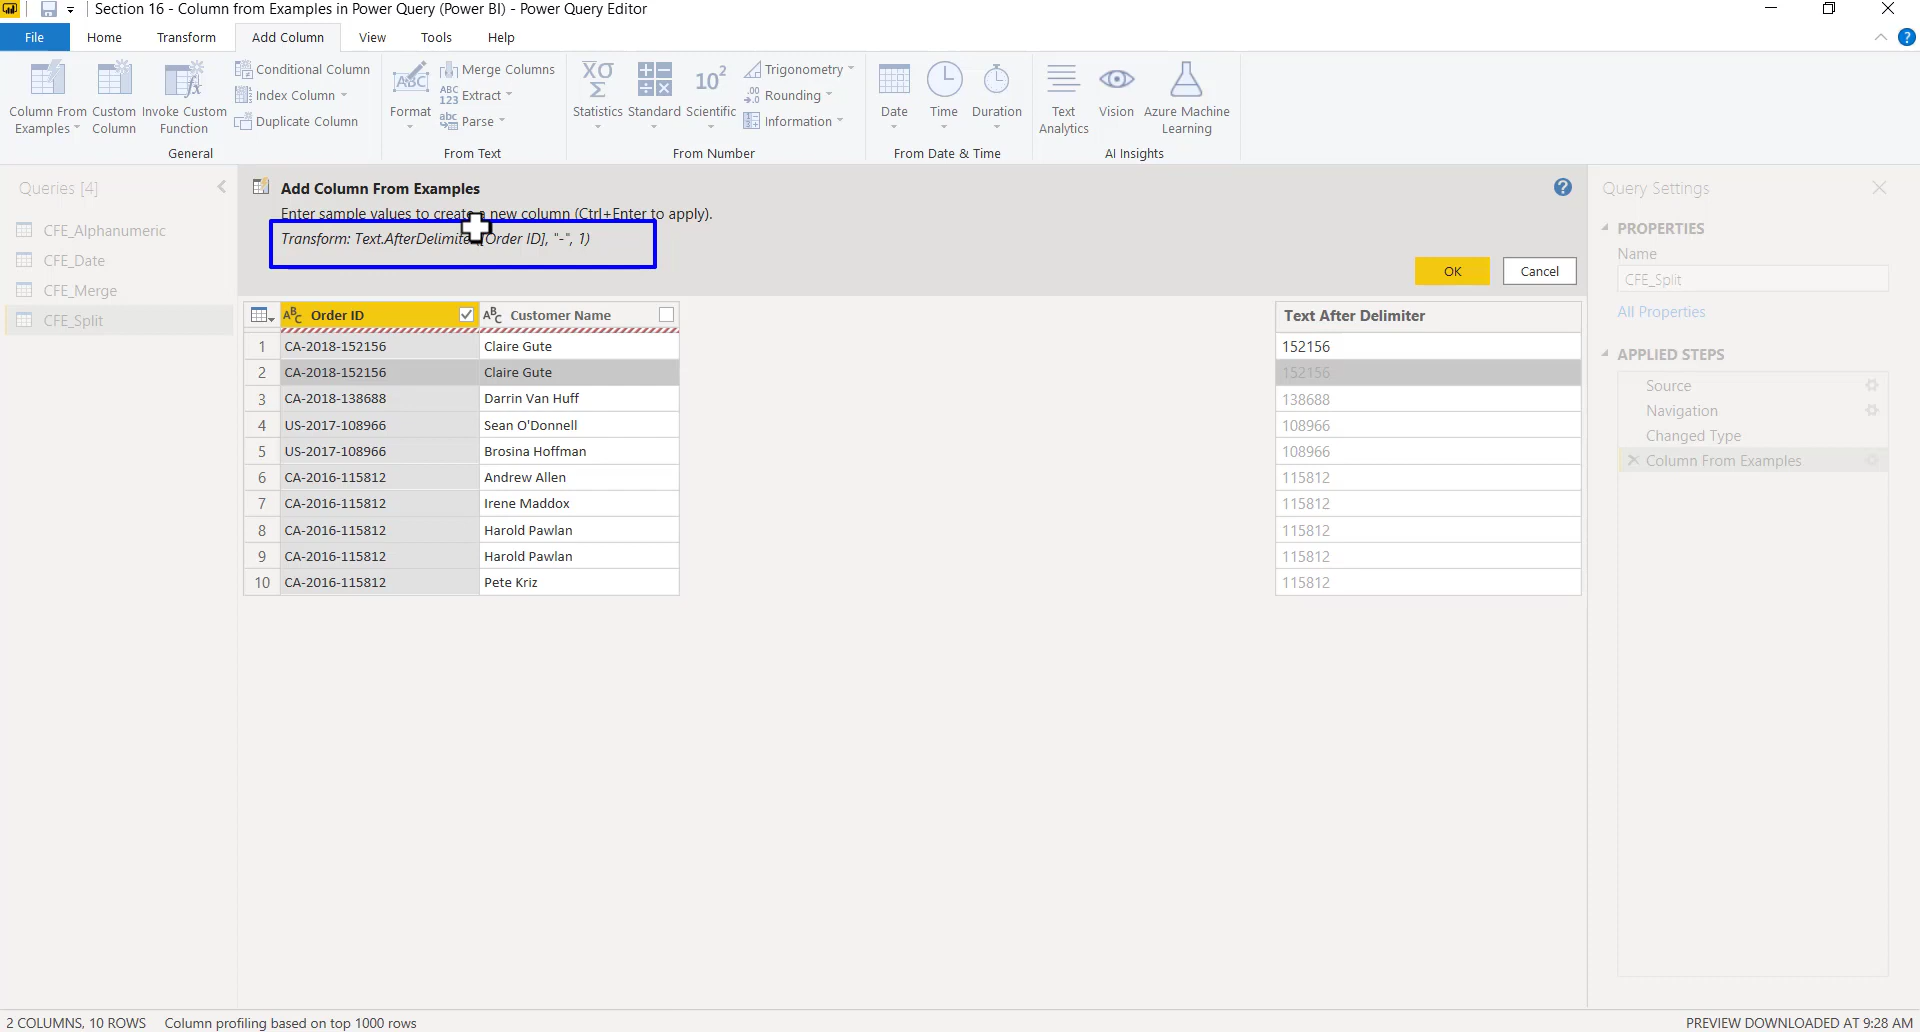 Section 16 - Column from Examples in Power Query (Power BI) - Power Query Editor
File Home Transform Add Column View Tools Help
Column From Examples
Custom Column
Invoke Custom Function
Conditional Column
Index Column
Duplicate Column
General
Format
Merge Columns
Extract
Parse
From Text
Statistics
Standard
Scientific
Trigonometry
Rounding
Information
From Number
Date
Time
Duration
From Date & Time
Text Analytics
Vision
Azure Machine Learning
AI Insights
Queries [4]
CFE_Alphanumeric
CFE_Date
CFE_Merge
CFE_Split
Add Column From Examples
Enter sample values to create a new column (Ctrl+Enter to apply).
Transform: Text.AfterDelimiter([Order ID], "-", 1)
OK Cancel
Order ID Customer Name Text After Delimiter
1 CA-2018-152156 Claire Gute 152156
2 CA-2018-152156 Claire Gute 152156
3 CA-2018-138688 Darrin Van Huff 138688
4 US-2017-108966 Sean O'Donnell 108966
5 US-2017-108966 Brosina Hoffman 108966
6 CA-2016-115812 Andrew Allen 115812
7 CA-2016-115812 Irene Maddox 115812
8 CA-2016-115812 Harold Pawlan 115812
9 CA-2016-115812 Harold Pawlan 115812
10 CA-2016-115812 Pete Kriz 115812
Query Settings
PROPERTIES
Name
CFE_Split
All Properties
APPLIED STEPS
Source
Navigation
Changed Type
Column From Examples
2 COLUMNS, 10 ROWS Column profiling based on top 1000 rows
PREVIEW DOWNLOADED AT 9:28 AM